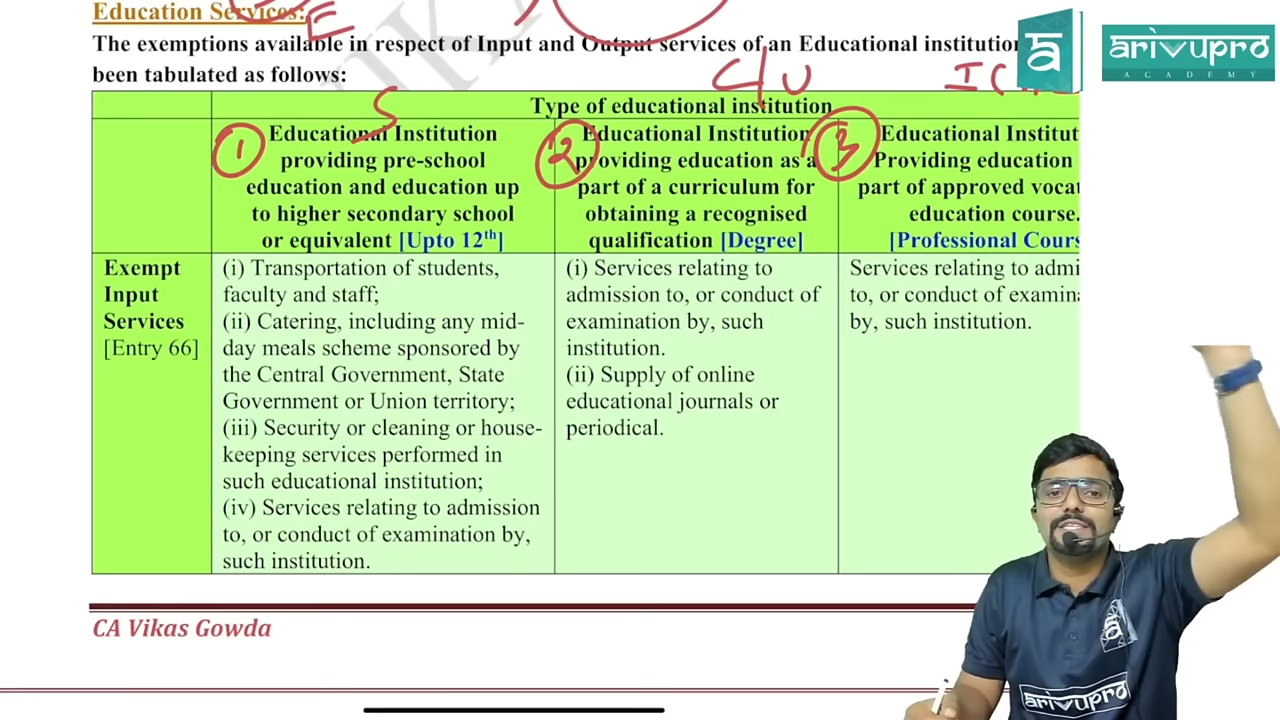 Education Services:
E
The exemptions available in respect of Input and Output services of an Educational institution
been tabulated as follows:
arivupro
ACADEMY
S
C/U
Type of educational institution
① Educational Institution
providing pre-school
education and education up
to higher secondary school
or equivalent [Upto 12th]
② Educational Institution
providing education as a
part of a curriculum for
obtaining a recognised
qualification [Degree]
③ Educational Institut
Providing education
part of approved vocat
education course.
[Professional Cours
Exempt
Input
Services
[Entry 66]
(i) Transportation of students,
faculty and staff;
(ii) Catering, including any mid-
day meals scheme sponsored by
the Central Government, State
Government or Union territory;
(iii) Security or cleaning or house-
keeping services performed in
such educational institution;
(iv) Services relating to admission
to, or conduct of examination by,
such institution.
(i) Services relating to
admission to, or conduct of
examination by, such
institution.
(ii) Supply of online
educational journals or
periodical.
Services relating to admi
to, or conduct of examina
by, such institution.
CA Vikas Gowda
arivupro